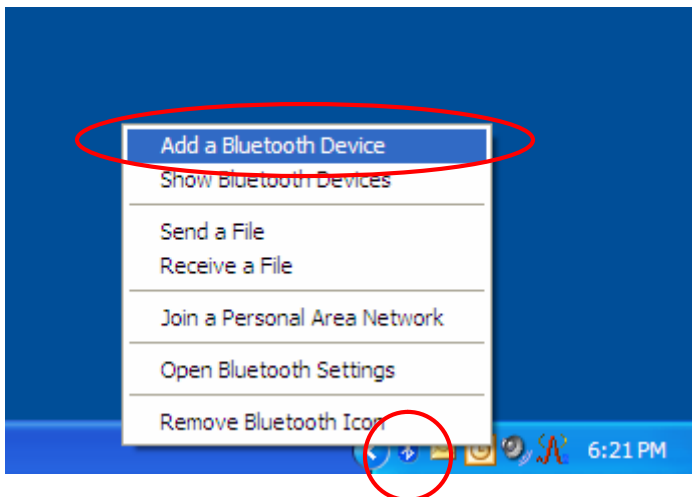 Add a Bluetooth Device
Show Bluetooth Devices
Send a File
Receive a File
Join a Personal Area Network
Open Bluetooth Settings
Remove Bluetooth Icon
6:21 PM